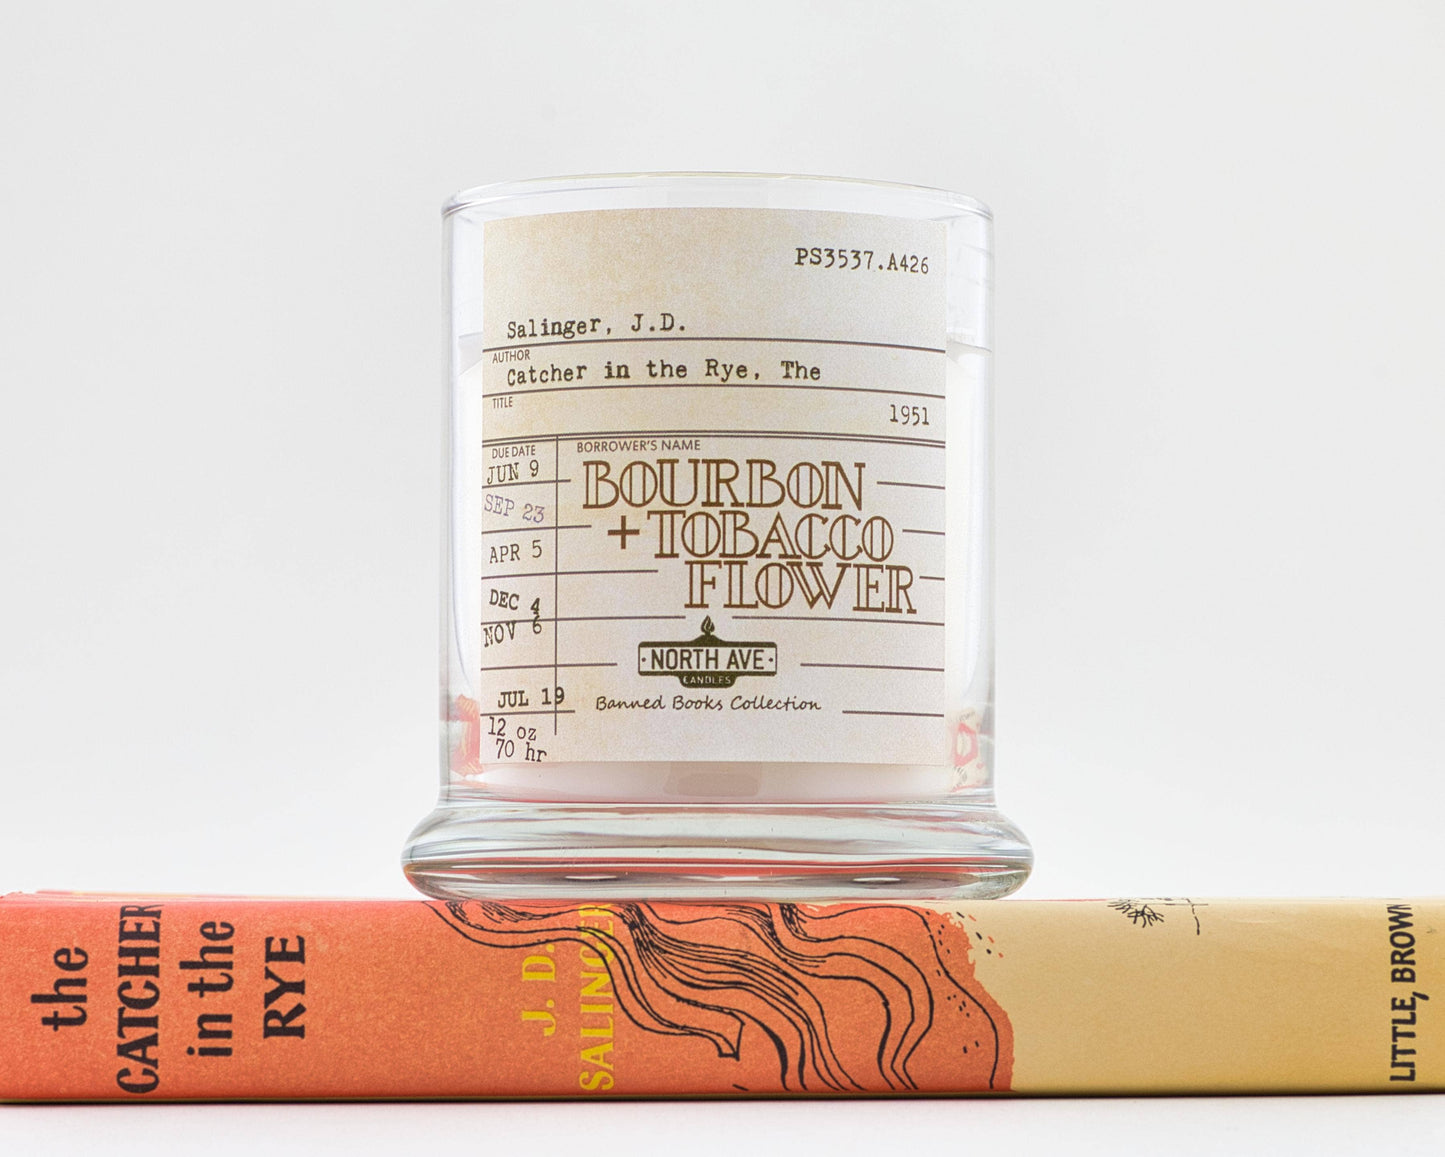 PS3537.A426
Salinger, J.D.
AUTHOR
Catcher in the Rye, The
TITLE
1951
DUE DATE
BORROWER'S NAME
JUN 9
SEP 23
APR 5
DEC 4
NOV 6
JUL 19
12 oz
70 hr
BOURBON
+TOBACCO
FLOWER
NORTH AVE
CANDLES
Banned Books Collection
the
CATCHER
in the
RYE
J. D.
SALINGER
LITTLE, BROWN